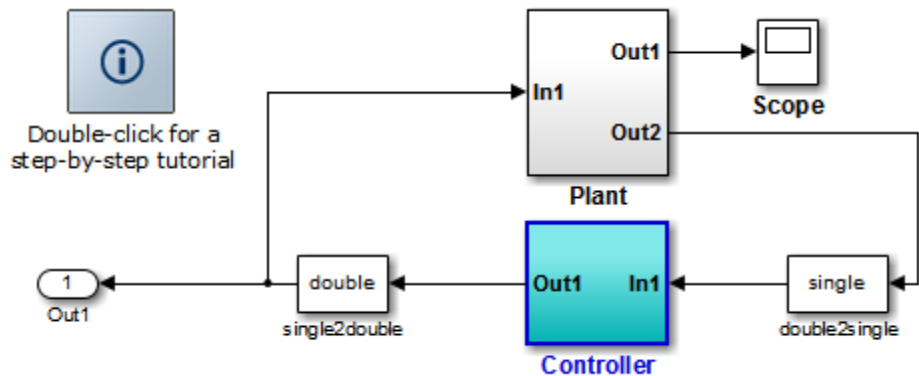 Double-click for a
step-by-step tutorial
In1
Out1
Out2
Plant
Scope
1
Out1
double
single2double
Out1
In1
Controller
single
double2single